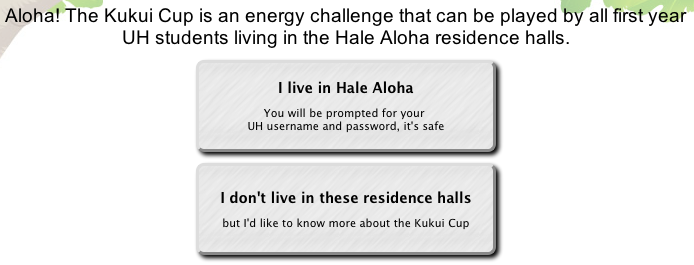 Aloha! The Kukui Cup is an energy challenge that can be played by all first year
UH students living in the Hale Aloha residence halls.
I live in Hale Aloha
You will be prompted for your
UH username and password, it's safe
I don't live in these residence halls
but I'd like to know more about the Kukui Cup